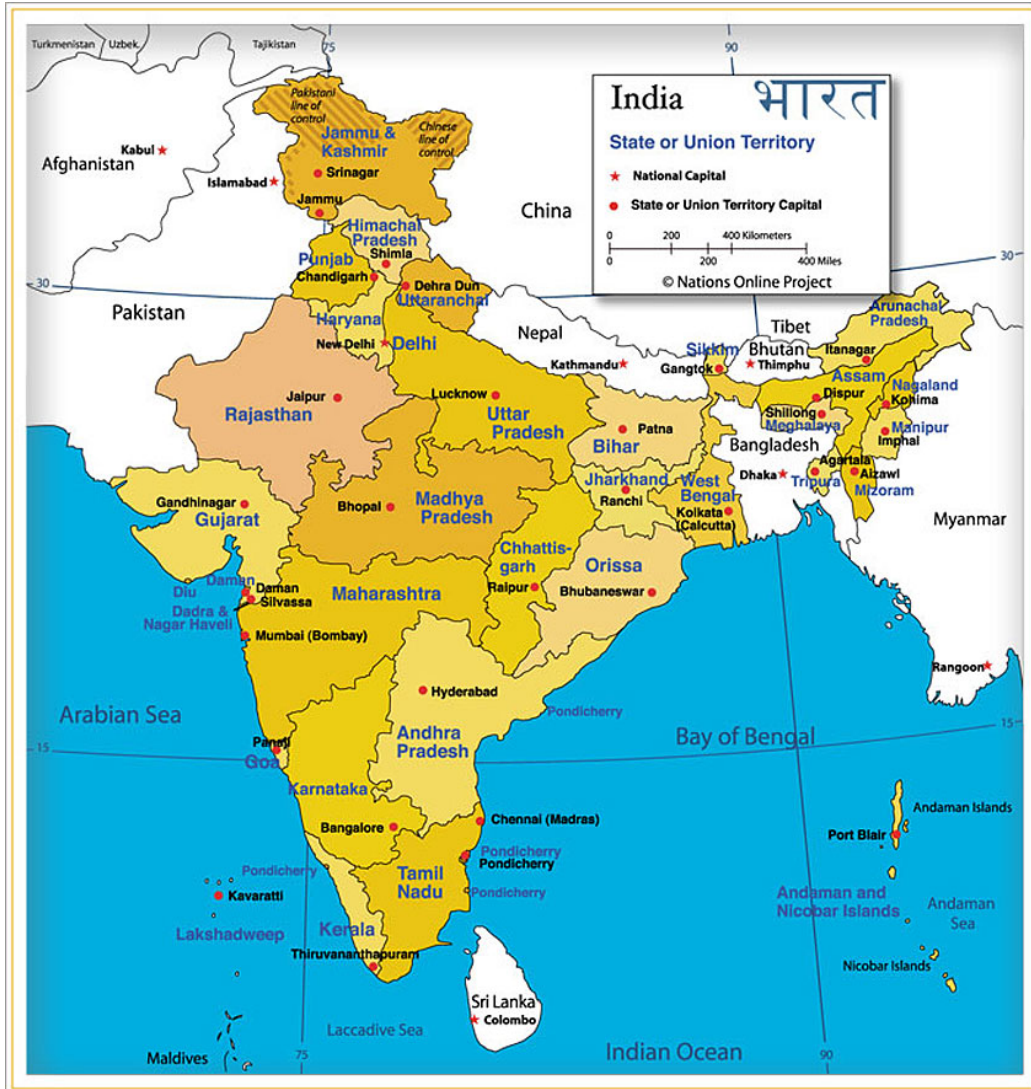 Turkmenistan
Uzbek.
Tajikistan
75
90
Pakistani
line of
control
Chinese
line of
control
Jammu &
Kashmir
Srinagar
Jammu
Kabul
Afghanistan
Islamabad
India भारत
State or Union Territory
National Capital
State or Union Territory Capital
0 200 400 Kilometers
0 200 400 Miles
© Nations Online Project
China
30
30
Himachal
Pradesh
Shimla
Punjab
Chandigarh
Dehra Dun
Uttaranchal
Pakistan
Haryana
New Delhi
Delhi
Nepal
Kathmandu
Tibet
Sikkim
Gangtok
Bhutan
Thimphu
Arunachal
Pradesh
Itanagar
Assam
Dispur
Nagaland
Kohima
Shillong
Meghalaya
Manipur
Imphal
Jaipur
Rajasthan
Lucknow
Uttar
Pradesh
Patna
Bihar
Bangladesh
Dhaka
Agartala
Tripura
Aizawl
Mizoram
Jharkhand
Ranchi
West
Bengal
Kolkata
(Calcutta)
Myanmar
Gandhinagar
Gujarat
Bhopal
Madhya
Pradesh
Chhattis-
garh
Raipur
Orissa
Bhubaneswar
Daman
Diu
Daman
Silvassa
Dadra &
Nagar Haveli
Maharashtra
Mumbai (Bombay)
Rangoon
Hyderabad
Andhra
Pradesh
Pondicherry
Arabian Sea
Bay of Bengal
15
15
Panaji
Goa
Karnataka
Bangalore
Chennai (Madras)
Andaman Islands
Port Blair
Pondicherry
Pondicherry
Pondicherry
Pondicherry
Tamil
Nadu
Kavaratti
Lakshadweep
Kerala
Thiruvananthapuram
Andaman and
Nicobar Islands
Andaman
Sea
Nicobar Islands
Sri Lanka
Colombo
Laccadive Sea
Maldives
75
Indian Ocean
90